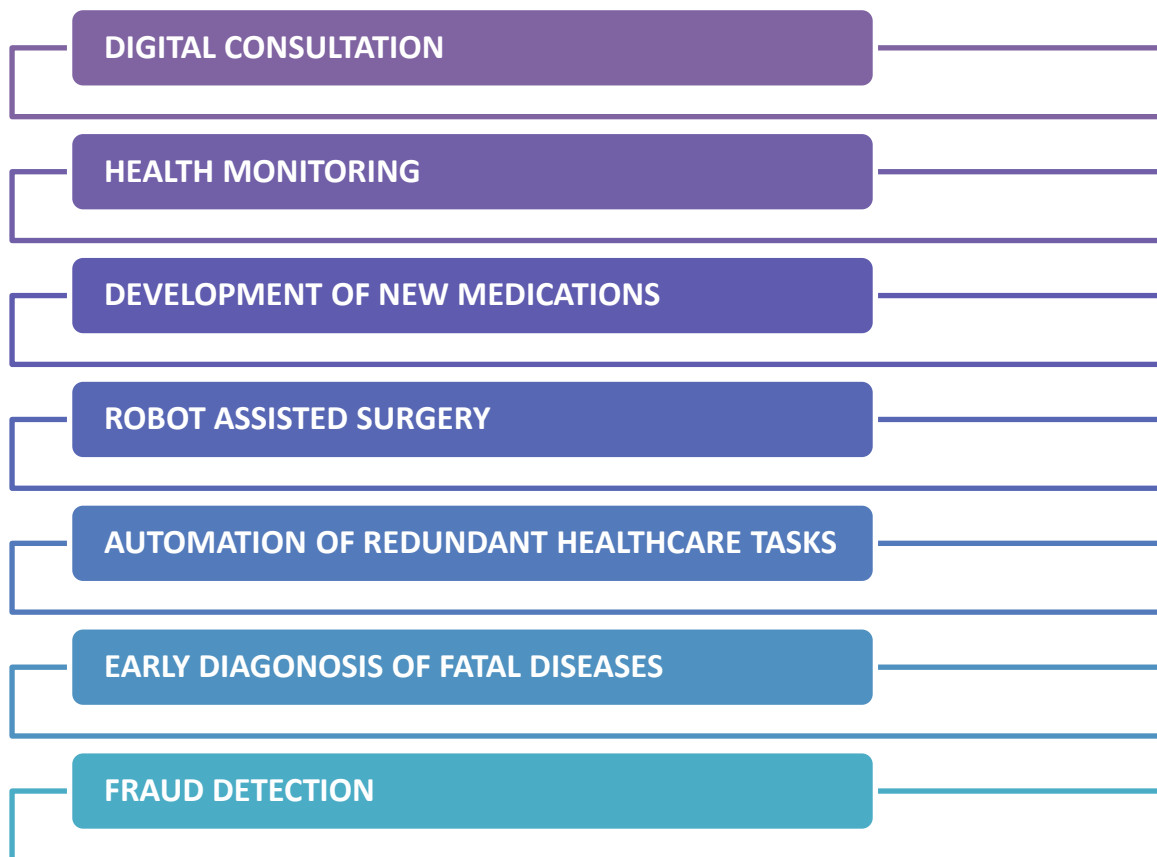 DIGITAL CONSULTATION
HEALTH MONITORING
DEVELOPMENT OF NEW MEDICATIONS
ROBOT ASSISTED SURGERY
AUTOMATION OF REDUNDANT HEALTHCARE TASKS
EARLY DIAGONOSIS OF FATAL DISEASES
FRAUD DETECTION